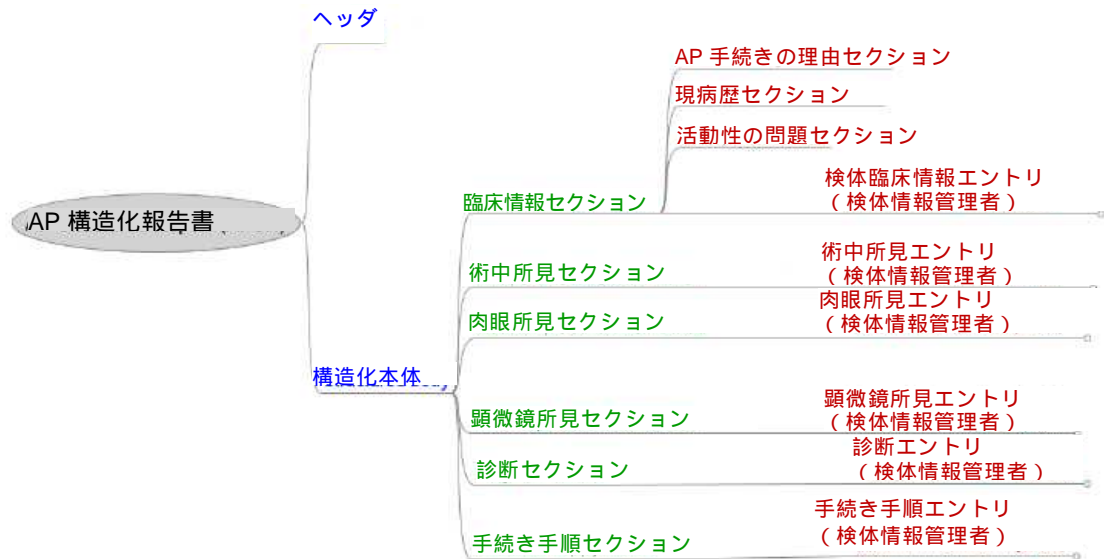 ヘッダ
AP 手続きの理由セクション
現病歴セクション
活動性の問題セクション
検体臨床情報エントリ
（検体情報管理者）
臨床情報セクション
AP 構造化報告書
術中所見エントリ
（検体情報管理者）
術中所見セクション
肉眼所見エントリ
（検体情報管理者）
肉眼所見セクション
構造化本体
顕微鏡所見エントリ
（検体情報管理者）
顕微鏡所見セクション
診断エントリ
（検体情報管理者）
診断セクション
手続き手順エントリ
（検体情報管理者）
手続き手順セクション